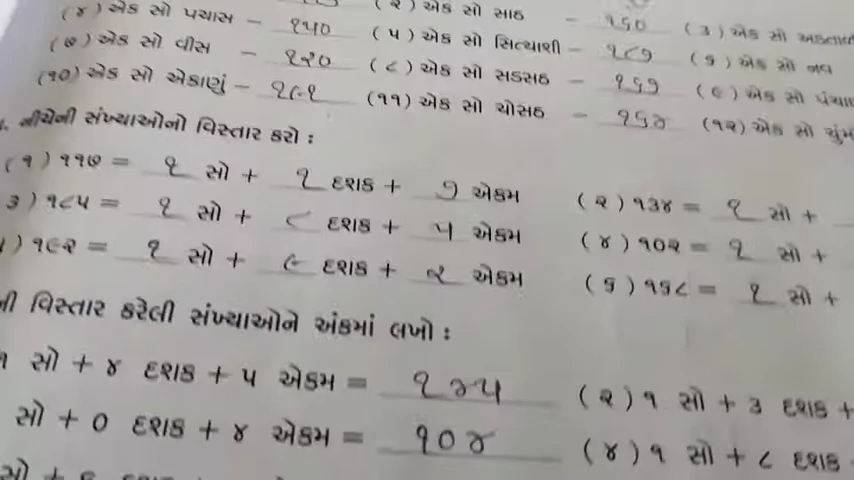 (૪) એક સો પચાસ – ૧૫૦ (૨) એક સો સાઠ – ૧૬૦ (૩) એક સો
(૭) એક સો વીસ – ૧૨૦ (૫) એક સો સિત્યાશી – ૧૮૭ (૬) એક સો નવ
(૧૦) એક સો એકાણું – ૧૯૧ (૮) એક સો સડસઠ – ૧૬૭ (૯) એક સો
(૧૧) એક સો ચોસઠ – ૧૬૪ (૧૨) એક સો
નીચેની સંખ્યાઓનો વિસ્તાર કરો :
(૧) ૧૧૭ = ૧ સો + ૧ દશક + ૭ એકમ (૨) ૧૩૪ = ૧ સો +
૩) ૧૮૫ = ૧ સો + ૮ દશક + ૫ એકમ (૪) ૧૦૨ = ૧ સો +
) ૧૯૨ = ૧ સો + ૯ દશક + ૨ એકમ (૬) ૧૬૮ = ૧ સો +
વિસ્તાર કરેલી સંખ્યાઓને અંકમાં લખો :
૧ સો + ૪ દશક + ૫ એકમ = ૧૪૫ (૨) ૧ સો + ૩ દશક +
સો + ૦ દશક + ૪ એકમ = ૧૦૪ (૪) ૧ સો + ૮ દશક
સો +